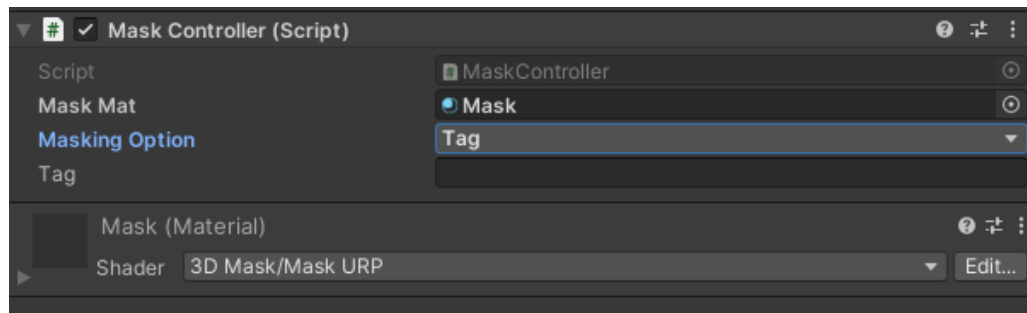 Mask Controller (Script)
Script MaskController
Mask Mat Mask
Masking Option Tag
Tag
Mask (Material)
Shader 3D Mask/Mask URP Edit...